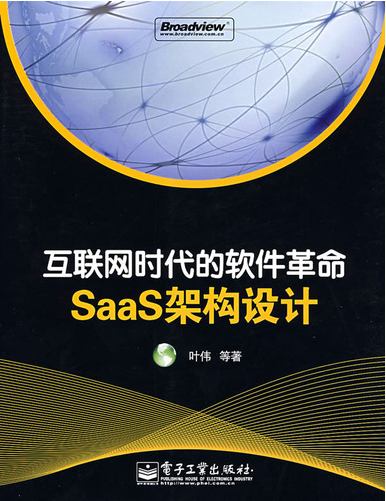 Broadview®
www.broadview.com.cn
互联网时代的软件革命
SaaS架构设计
叶伟 等著
電子工業出版社
PUBLISHING HOUSE OF ELECTRONICS INDUSTRY
http://www.phei.com.cn